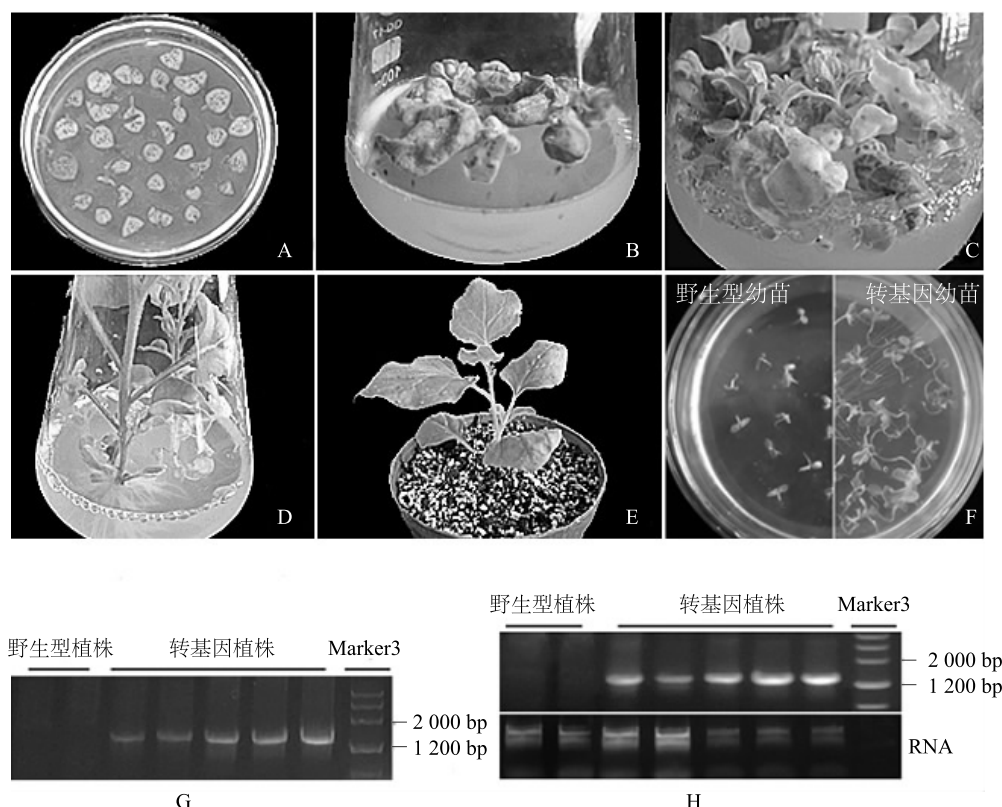 A
B
C
100
野生型幼苗
转基因幼苗
D
E
F
野生型植株
转基因植株
Marker3
2 000 bp
1 200 bp
G
野生型植株
转基因植株
Marker3
2 000 bp
1 200 bp
RNA
H